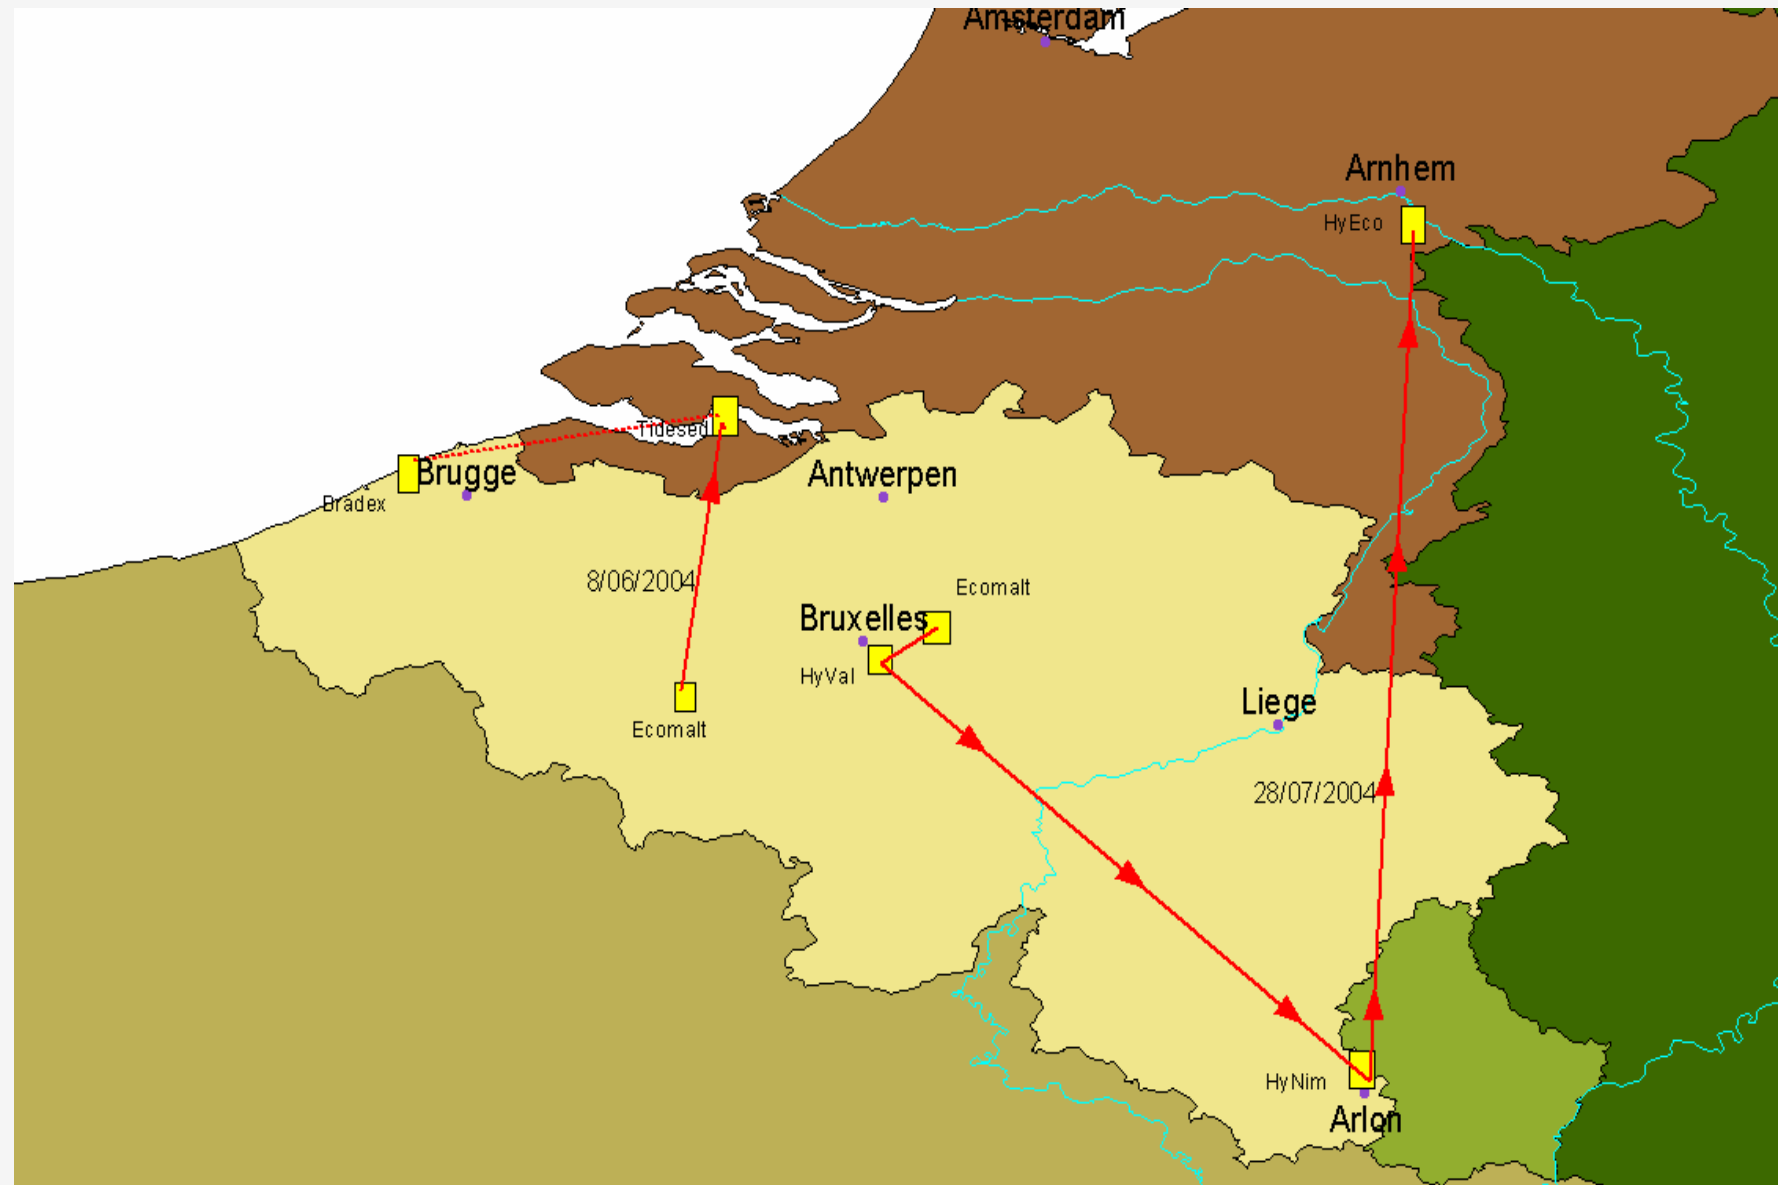 Amsterdam
Arnhem
HyEco
Tidesed
Brugge
Antwerpen
Bradex
8/06/2004
Ecomalt
Bruxelles
HyVal
Liege
Ecomalt
28/07/2004
HyNim
Arlon